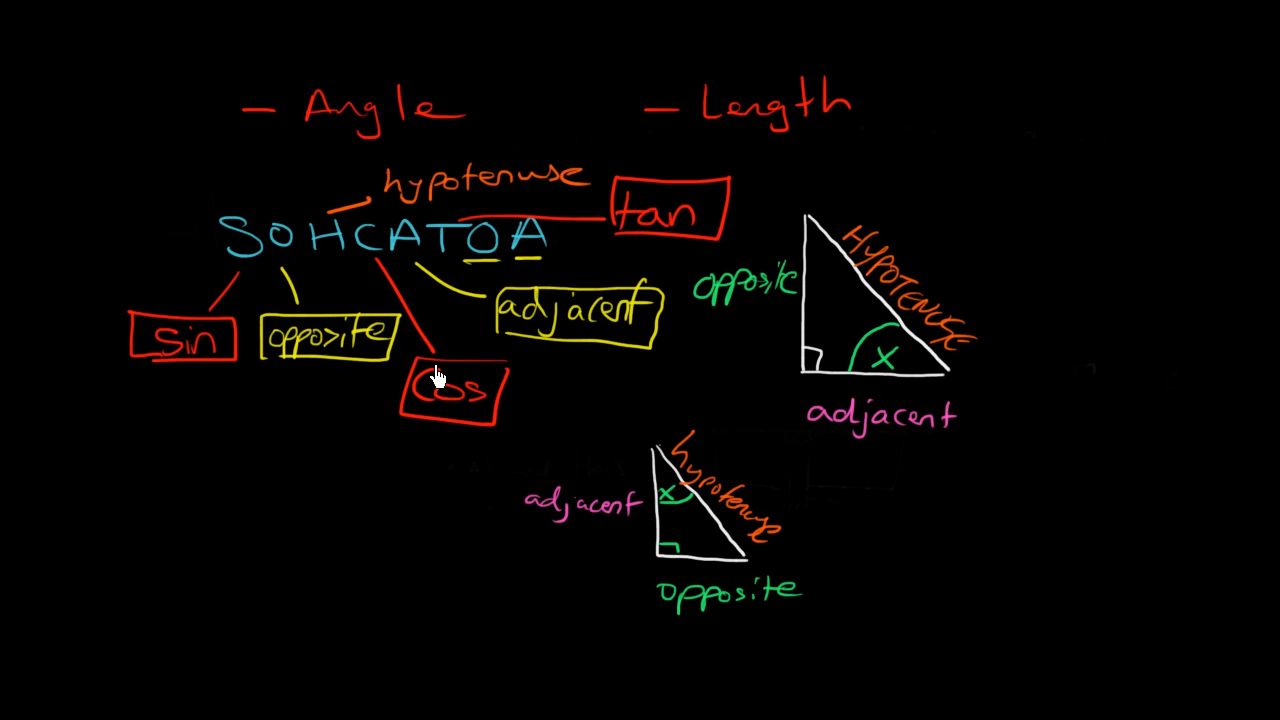 - Angle - Length
hypotenuse
tan
SOHCATOA
adjacent
sin
opposite
Cos
opposite
HYPOTENUSE
x
adjacent
hypotenuse
x
adjacent
opposite